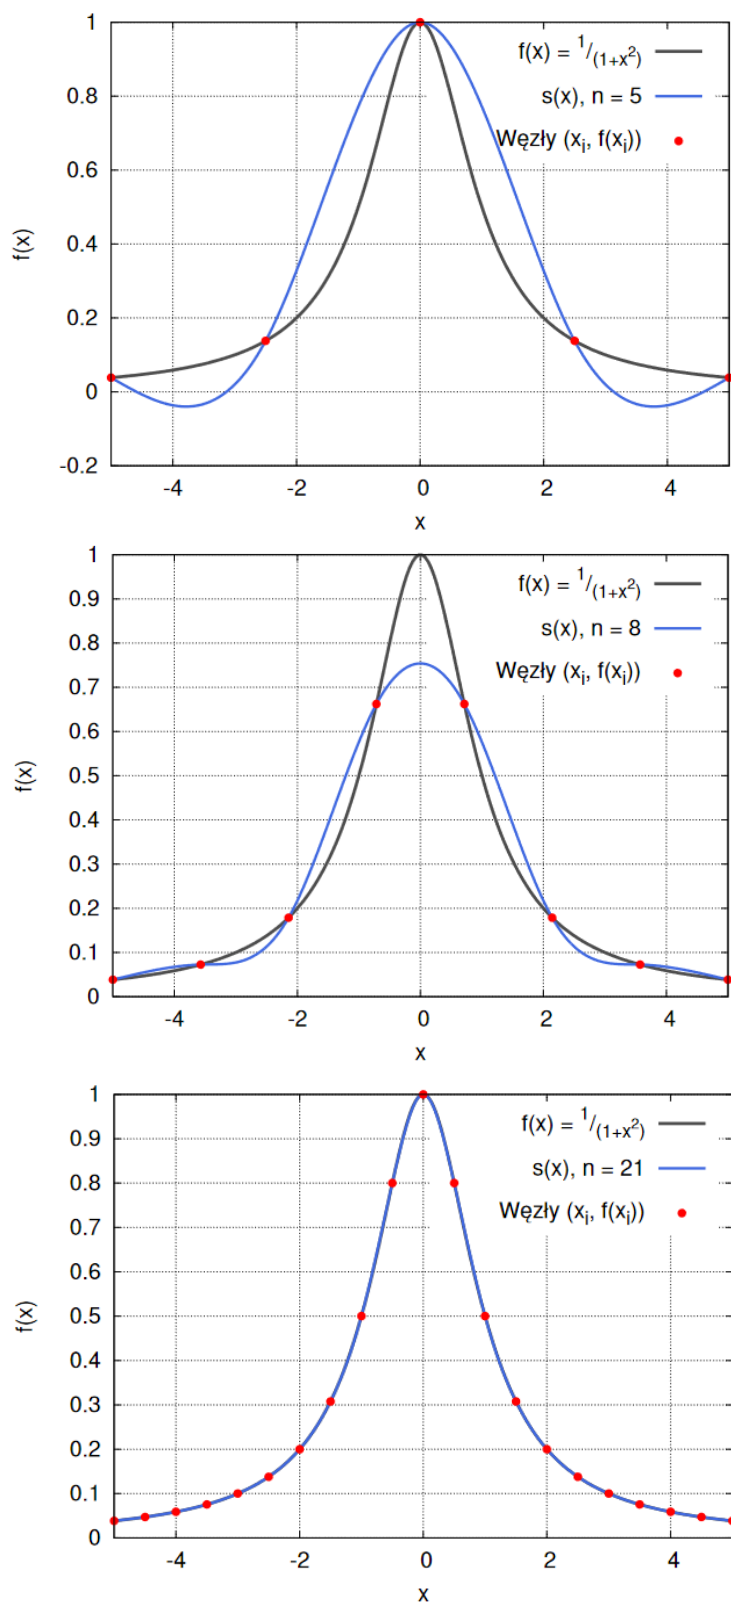 1
f(x) = 1/(1+x²)
0.8
s(x), n = 5
Węzły (xᵢ, f(xᵢ))
0.6
f(x)
0.4
0.2
0
-0.2
-4 -2 0 2 4
x
1
f(x) = 1/(1+x²)
0.9
s(x), n = 8
0.8
Węzły (xᵢ, f(xᵢ))
0.7
0.6
f(x)
0.5
0.4
0.3
0.2
0.1
0
-4 -2 0 2 4
x
1
f(x) = 1/(1+x²)
0.9
s(x), n = 21
0.8
Węzły (xᵢ, f(xᵢ))
0.7
0.6
0.5
f(x)
0.4
0.3
0.2
0.1
0
-4 -2 0 2 4
x